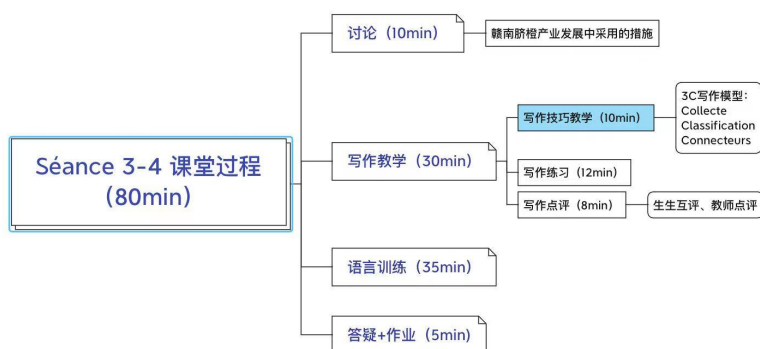 Séance 3-4 课堂过程
（80min）
讨论（10min）
赣南脐橙产业发展中采用的措施
写作教学（30min）
写作技巧教学（10min）
3C写作模型：
Collecte
Classification
Connecteurs
写作练习（12min）
写作点评（8min）
生生互评、教师点评
语言训练（35min）
答疑+作业（5min）